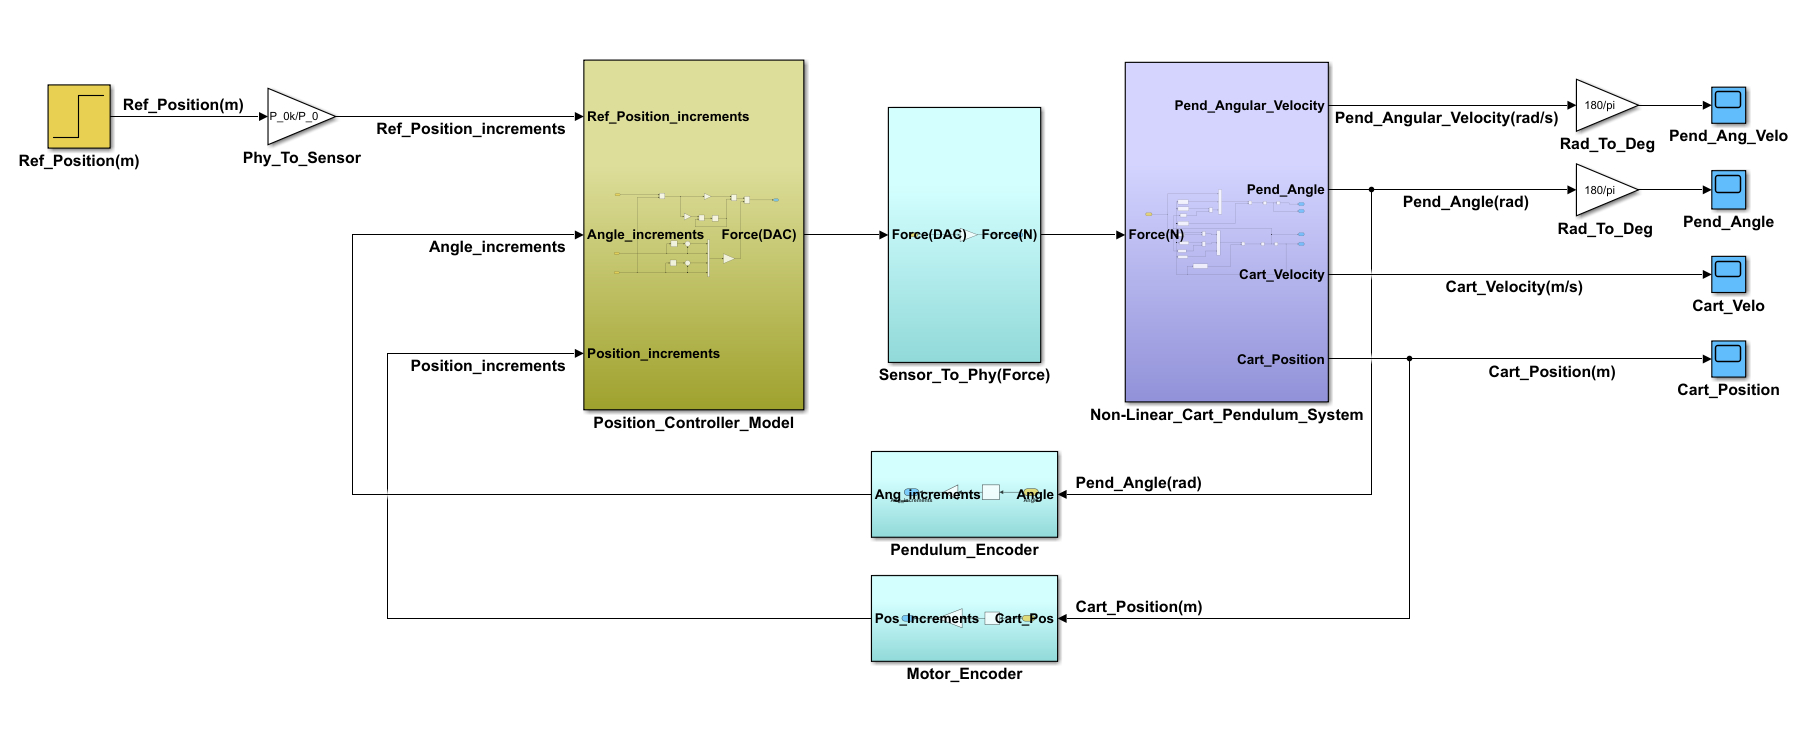 Ref_Position(m)
Ref_Position(m)
P_0k/P_0
Phy_To_Sensor
Ref_Position_increments
Ref_Position_increments
Angle_increments
Angle_increments
Position_increments
Position_increments
Force(DAC)
Position_Controller_Model
Force(DAC)
Force(N)
Sensor_To_Phy(Force)
Force(N)
Pend_Angular_Velocity
Pend_Angle
Cart_Velocity
Cart_Position
Non-Linear_Cart_Pendulum_System
Pend_Angular_Velocity(rad/s)
180/pi
Rad_To_Deg
Pend_Ang_Velo
Pend_Angle(rad)
180/pi
Rad_To_Deg
Pend_Angle
Cart_Velocity(m/s)
Cart_Velo
Cart_Position(m)
Cart_Position
Ang_increments
Angle
Pend_Angle(rad)
Pendulum_Encoder
Pos_Increments
Cart_Pos
Cart_Position(m)
Motor_Encoder